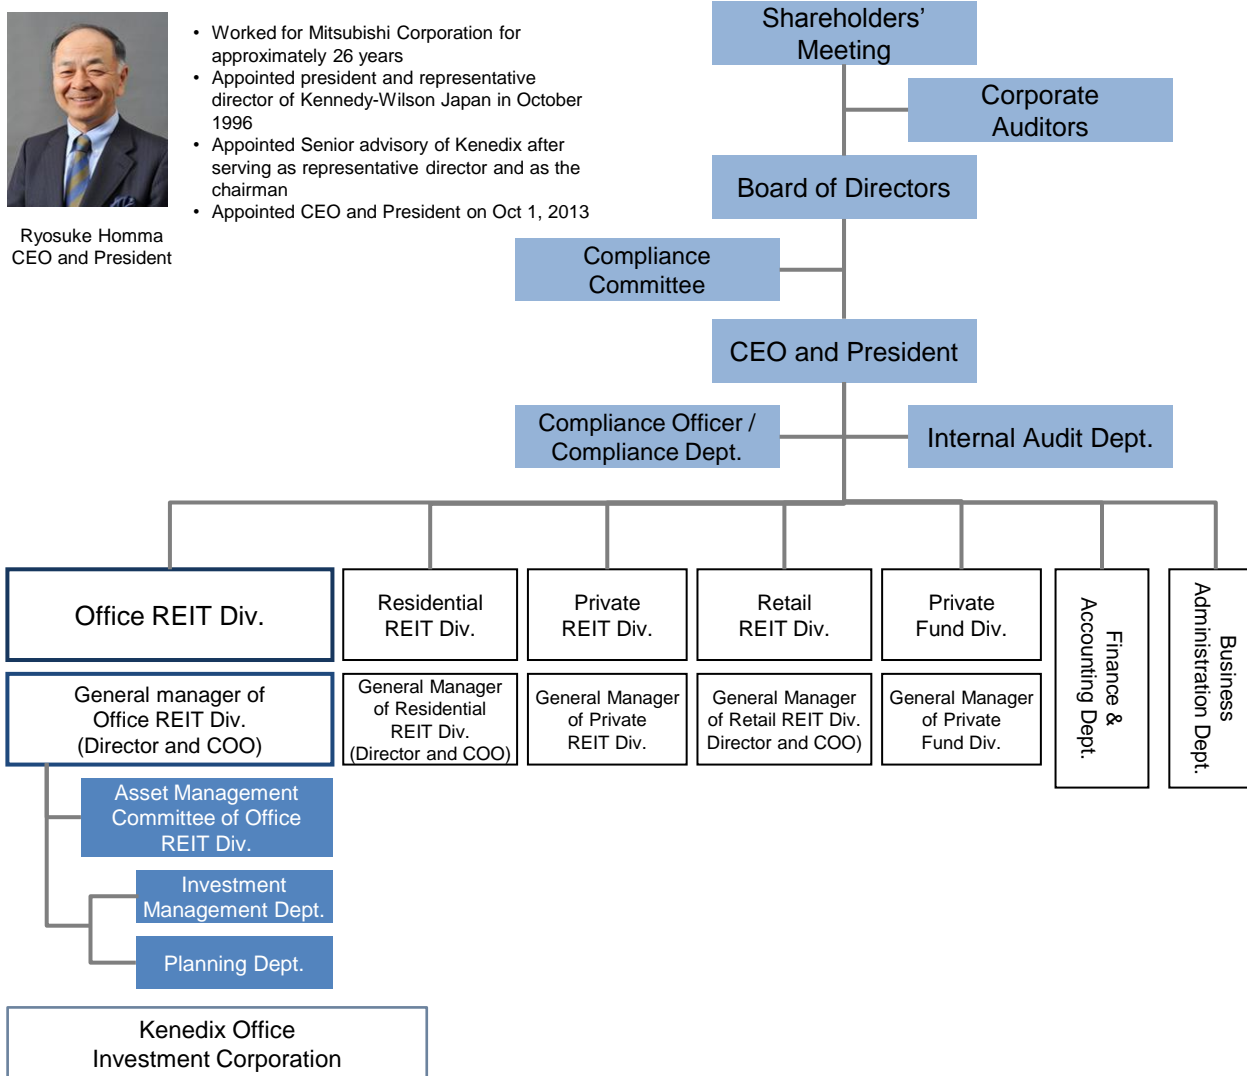 • Worked for Mitsubishi Corporation for
approximately 26 years
• Appointed president and representative
director of Kennedy-Wilson Japan in October
1996
• Appointed Senior advisory of Kenedix after
serving as representative director and as the
chairman
• Appointed CEO and President on Oct 1, 2013
Ryosuke Homma
CEO and President
Shareholders’
Meeting
Corporate
Auditors
Board of Directors
Compliance
Committee
CEO and President
Compliance Officer /
Compliance Dept.
Internal Audit Dept.
Office REIT Div.
Residential
REIT Div.
Private
REIT Div.
Retail
REIT Div.
Private
Fund Div.
Finance &
Accounting Dept.
Business
Administration Dept.
General manager of
Office REIT Div.
(Director and COO)
General Manager
of Residential
REIT Div.
(Director and COO)
General Manager
of Private
REIT Div.
General Manager
of Retail REIT Div.
Director and COO)
General Manager
of Private
Fund Div.
Asset Management
Committee of Office
REIT Div.
Investment
Management Dept.
Planning Dept.
Kenedix Office
Investment Corporation